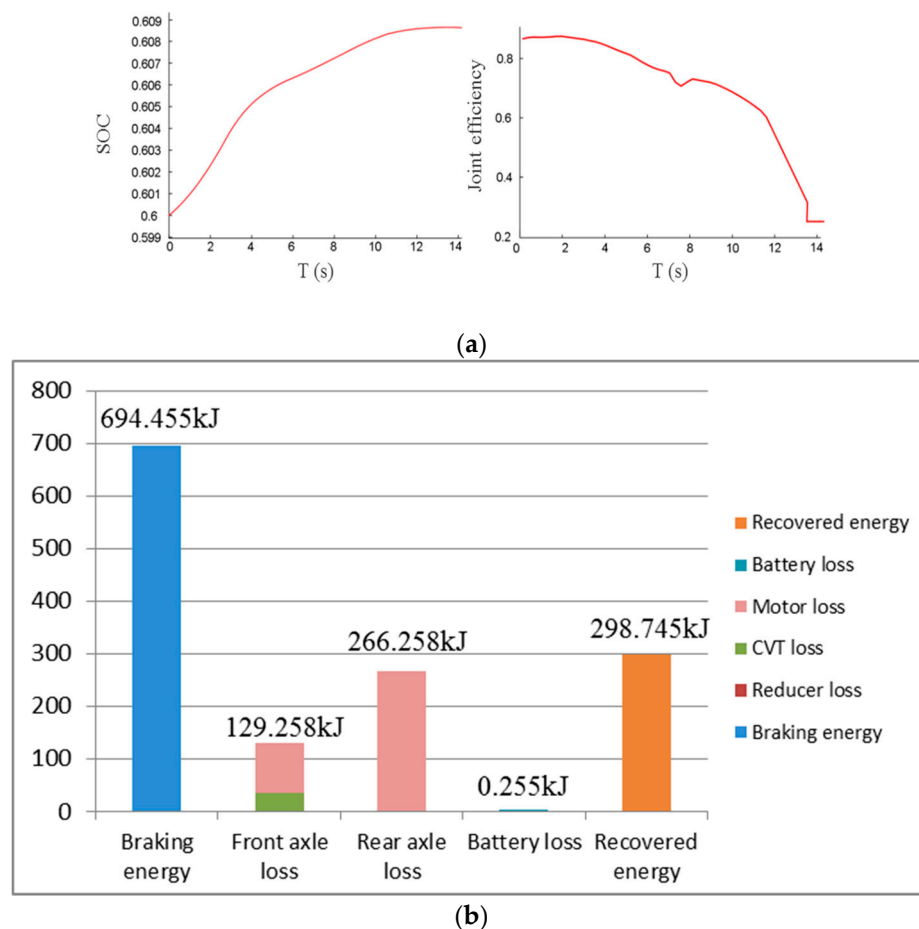 0.609
0.608
0.606
0.605
0.604
0.603
0.602
0.601
0.6
0.599
SOC
0 2 4 6 8 10 12 14
T (s)
0.8
0.6
0.4
0.2
Joint efficiency
0 2 4 6 8 10 12 14
T (s)
(a)
800
700
600
500
400
300
200
100
0
694.455kJ
129.258kJ
266.258kJ
0.255kJ
298.745kJ
Braking
energy
Front axle
loss
Rear axle
loss
Battery loss
Recovered
energy
Recovered energy
Battery loss
Motor loss
CVT loss
Reducer loss
Braking energy
(b)